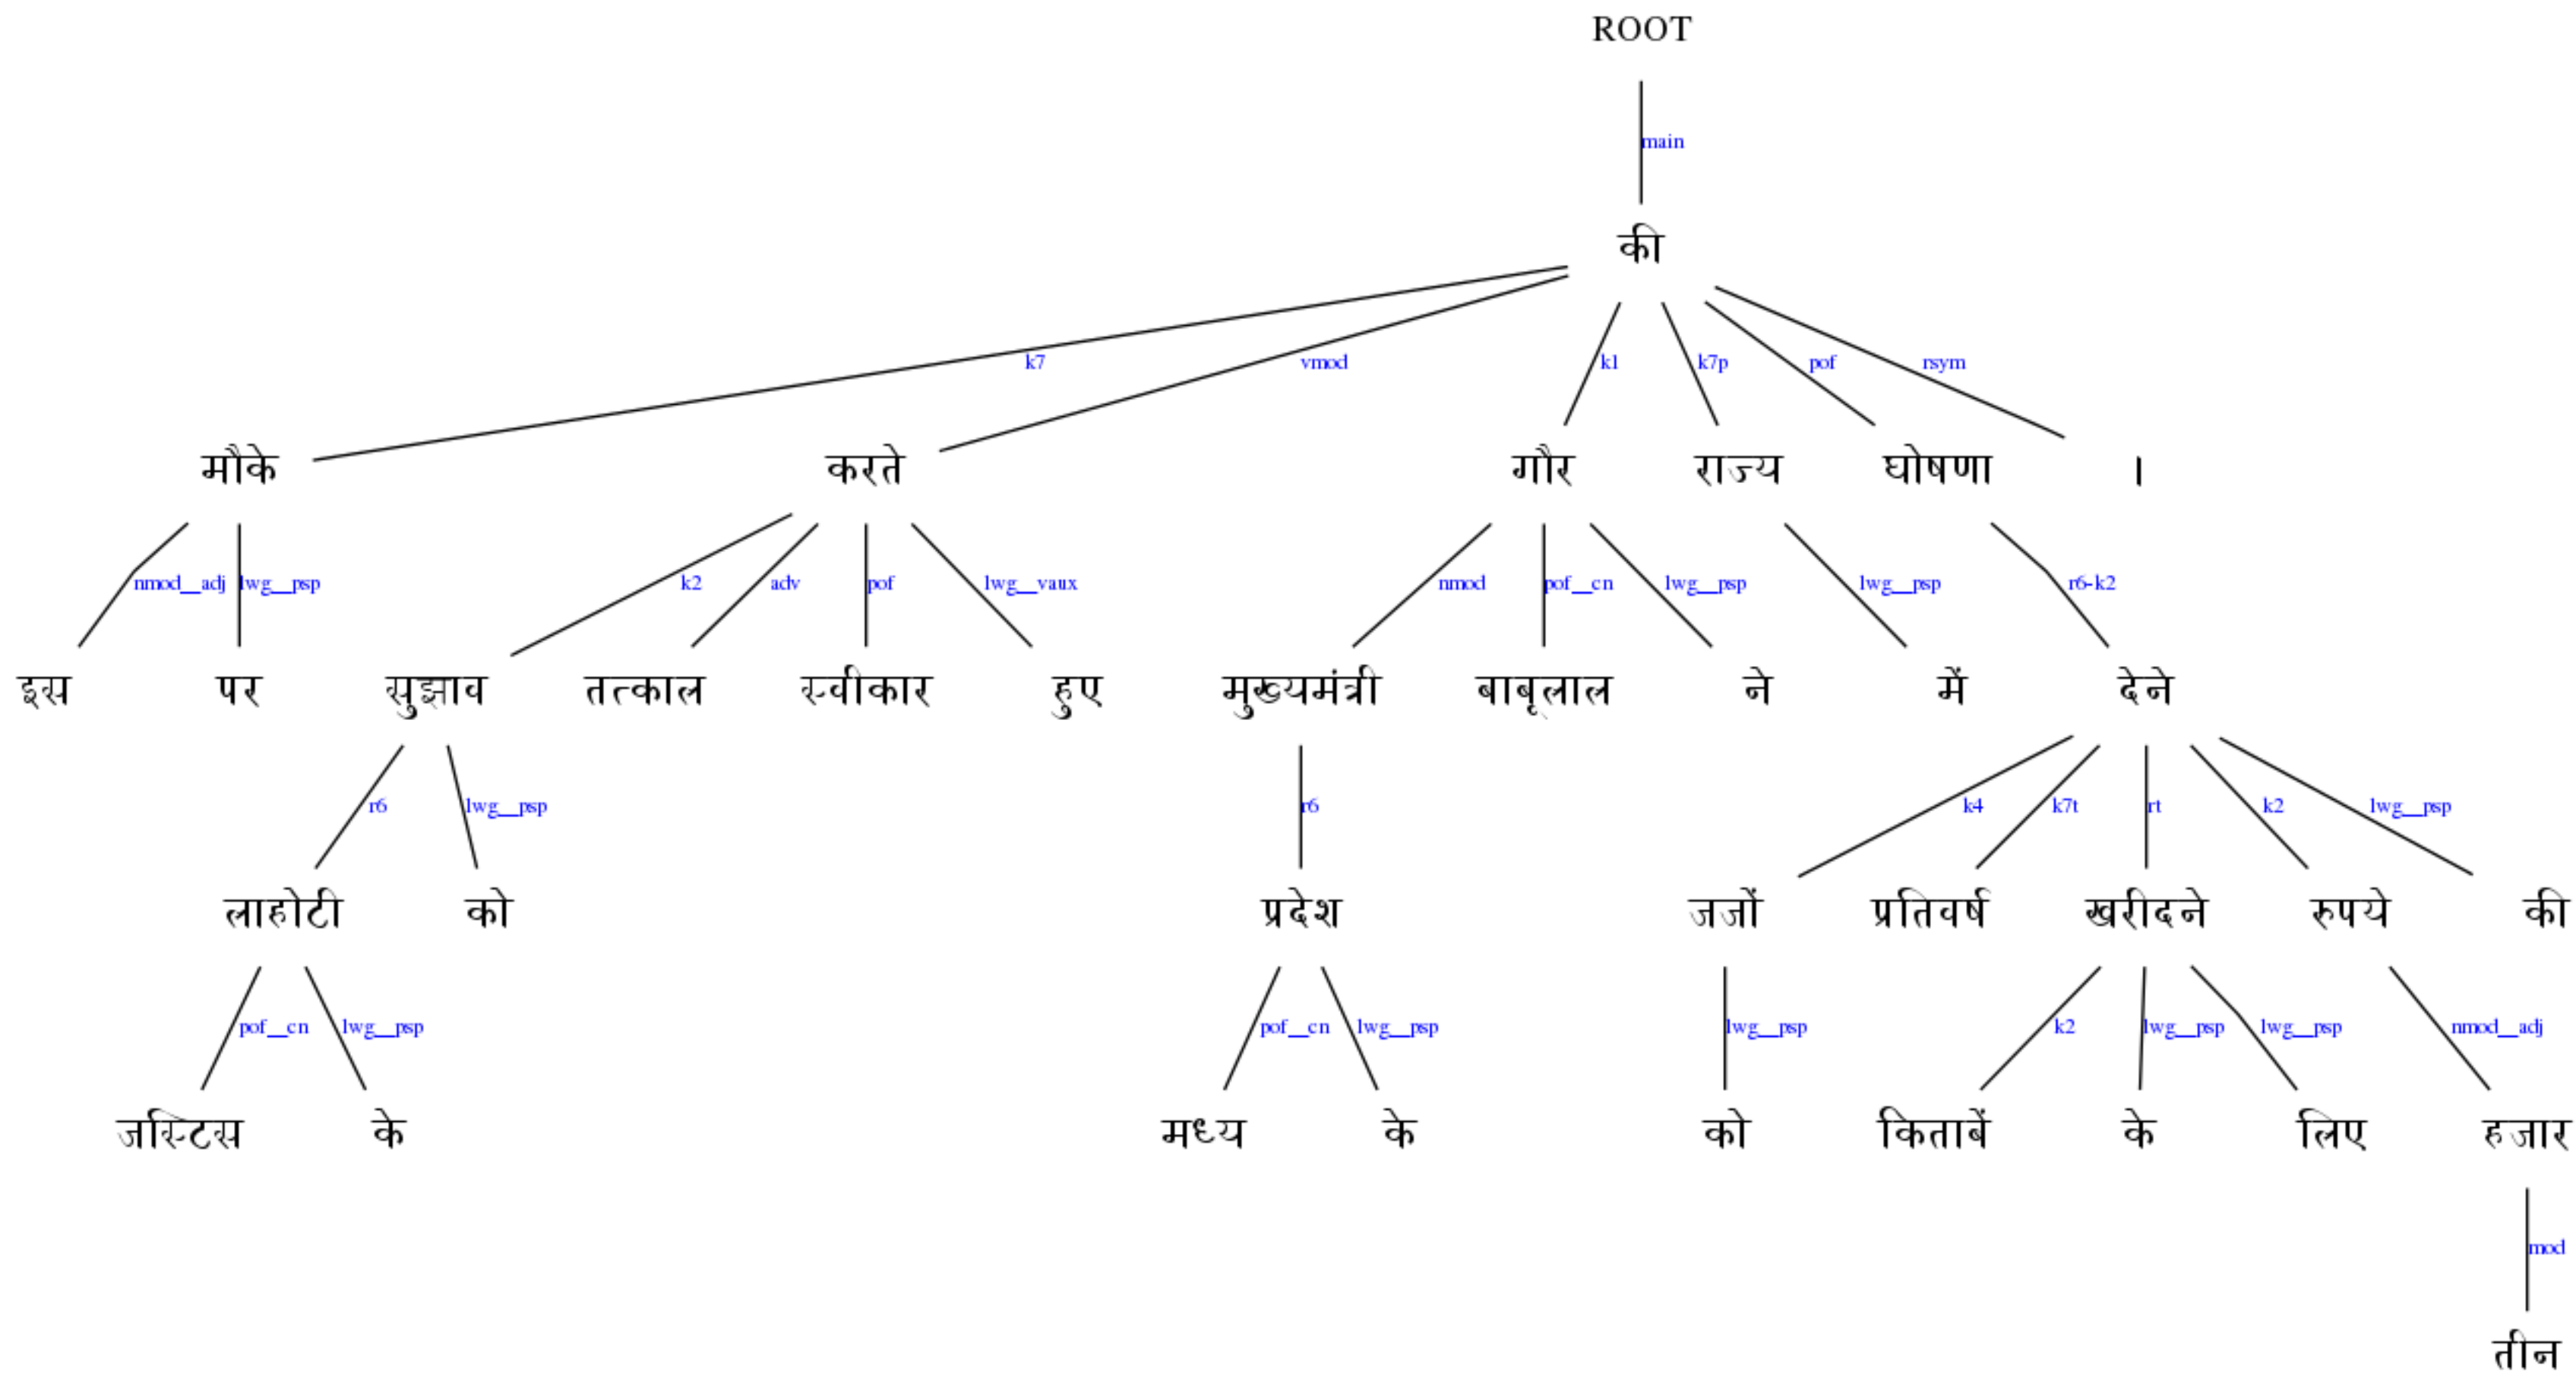 ROOT
main
की
k7 vmod k1 k7p pof rsym
मौके करते गौर राज्य घोषणा ।
nmod__adj lwg__psp k2 adv pof lwg__vaux nmod pof__cn lwg__psp lwg__psp r6-k2
इस पर सुझाव तत्काल स्वीकार हुए मुख्यमंत्री बाबूलाल ने में देने
r6 lwg__psp r6 k4 k7t rt k2 lwg__psp
लाहोटी को प्रदेश जजों प्रतिवर्ष खरीदने रुपये की
pof__cn lwg__psp pof__cn lwg__psp lwg__psp k2 lwg__psp lwg__psp nmod__adj
जस्टिस के मध्य के को किताबें के लिए हजार
mod
तीन